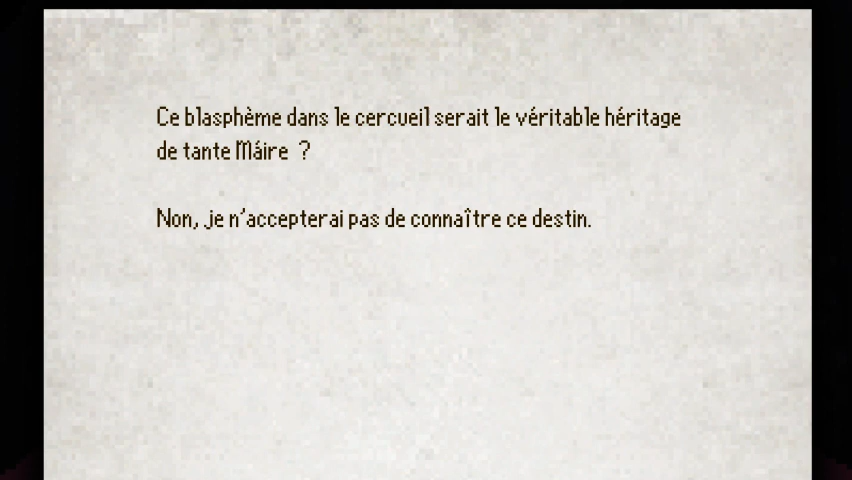 Ce blasphème dans le cercueil serait le véritable héritage
de tante Máire ?
Non, je n'accepterai pas de connaître ce destin.